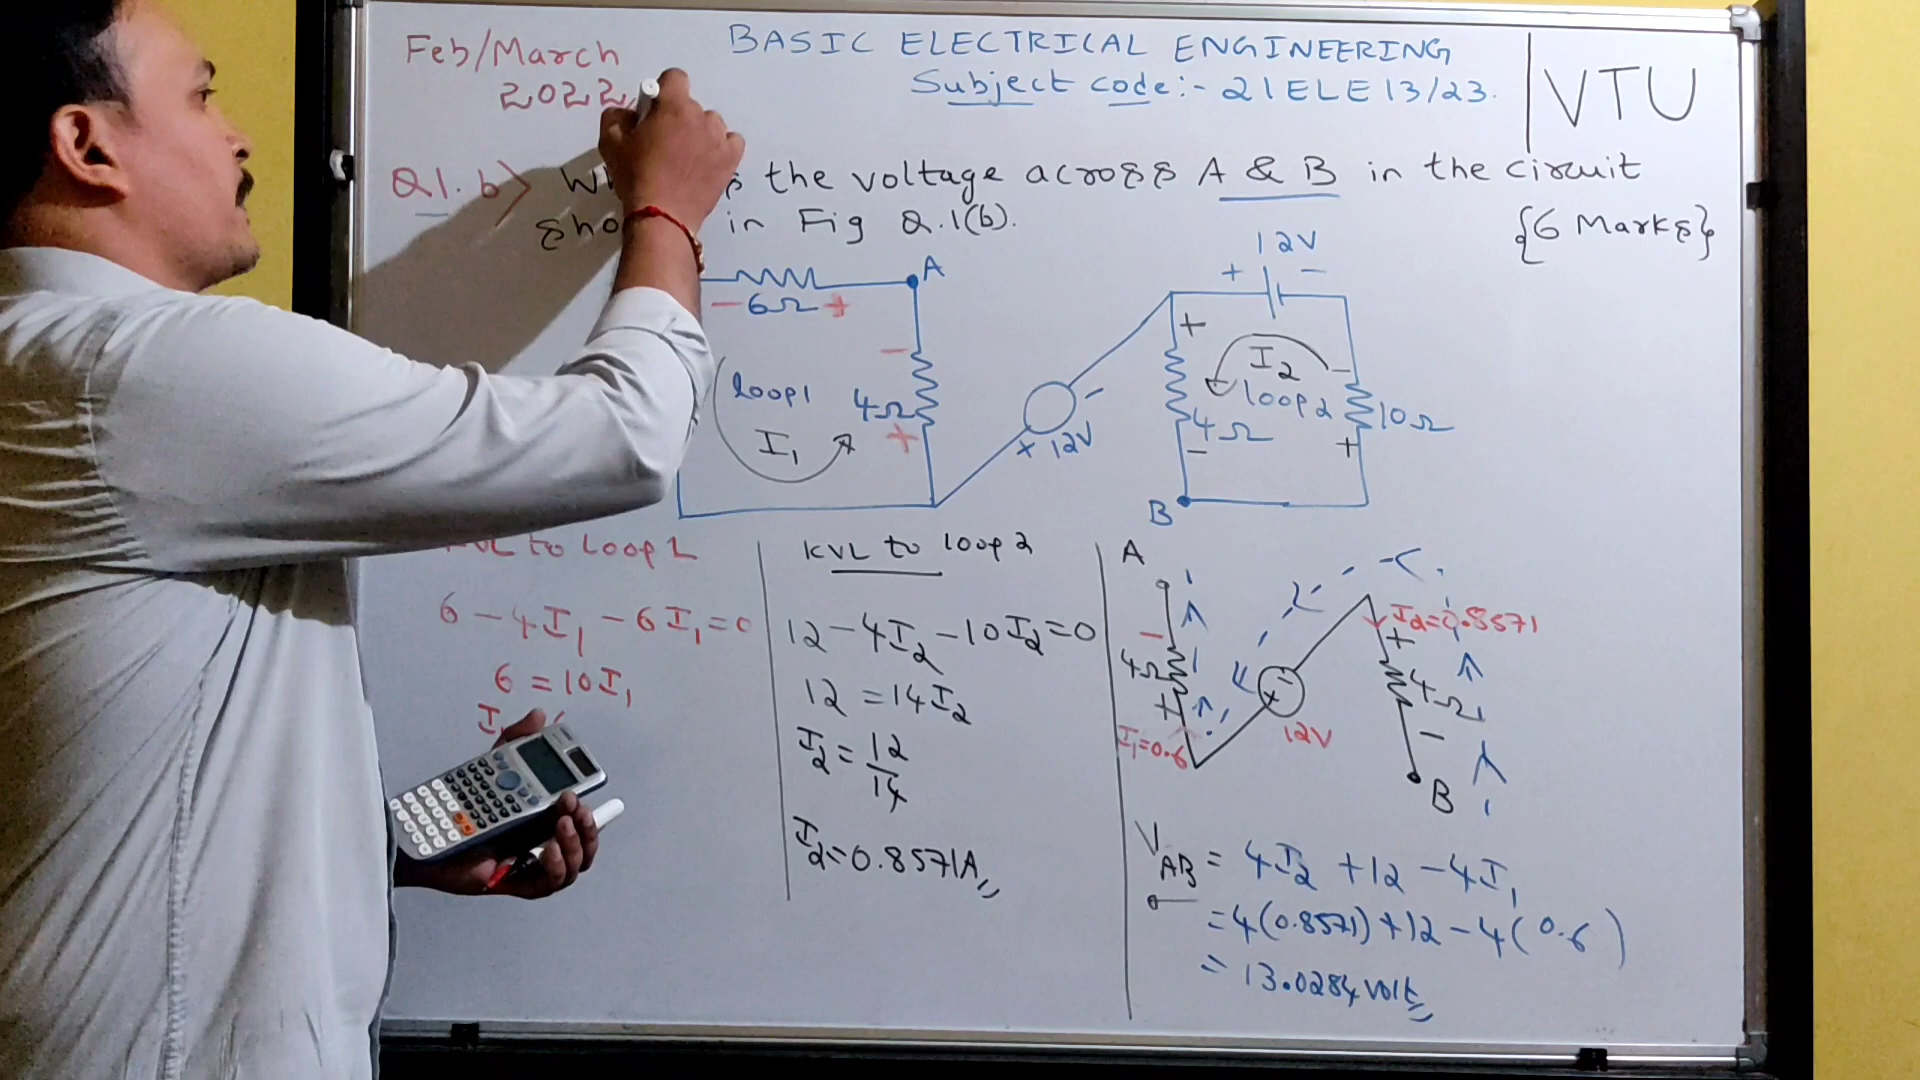 Feb/March
2022
BASIC ELECTRICAL ENGINEERING
Subject code:- 21ELE13/23.
VTU
Q1.b> the voltage across A & B in the circuit
in Fig Q.1(b).
{6 Marks}
12V
+ -
A
- 6Ω +
-
4Ω
+
loop1
I₁
-
+ 12V
+
4Ω
-
I₂
loop2
-
10Ω
+
B
to Loop 1
6 - 4I₁ - 6I₁ = 0
6 = 10I₁
KVL to loop 2
12 - 4I₂ - 10I₂ = 0
12 = 14I₂
I₂ = 12/14
I₂ = 0.8571A
A
-
4Ω
+
I₁=0.6
-
+
12V
I₂=0.8571
+
4Ω
-
B
V_AB = 4I₂ + 12 - 4I₁
= 4(0.8571) + 12 - 4(0.6)
= 13.0284 volt